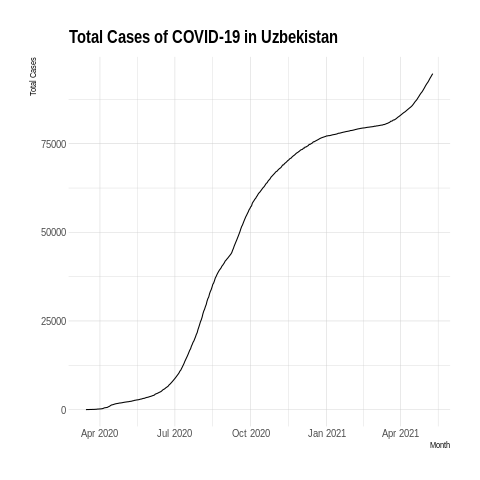 Total Cases of COVID-19 in Uzbekistan
Total Cases
75000
50000
25000
0
Apr 2020 Jul 2020 Oct 2020 Jan 2021 Apr 2021
Month